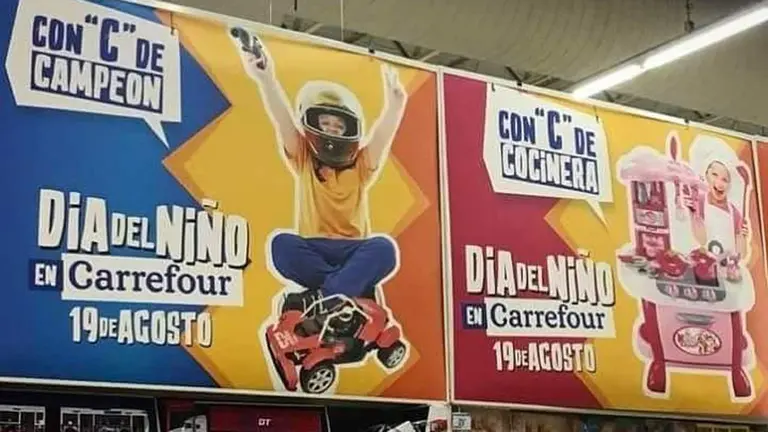 CON "C" DE
CAMPEON
DIA DEL NIÑO
EN Carrefour
19 DE AGOSTO
25
CON "C" DE
COCINERA
DIA DEL NIÑO
EN Carrefour
19 DE AGOSTO